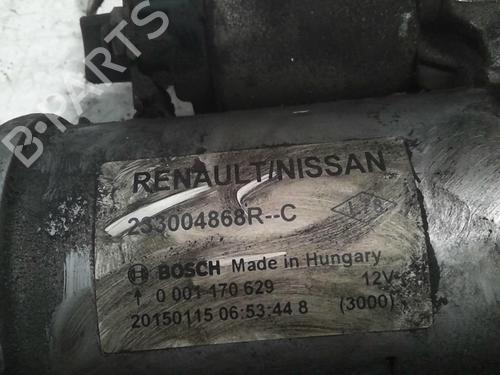 B-PARTS
RENAULT/NISSAN
233004868R--C
178
BOSCH Made in Hungary
0 001 170 629 12V
20150115 06:53:44 8 (3000)